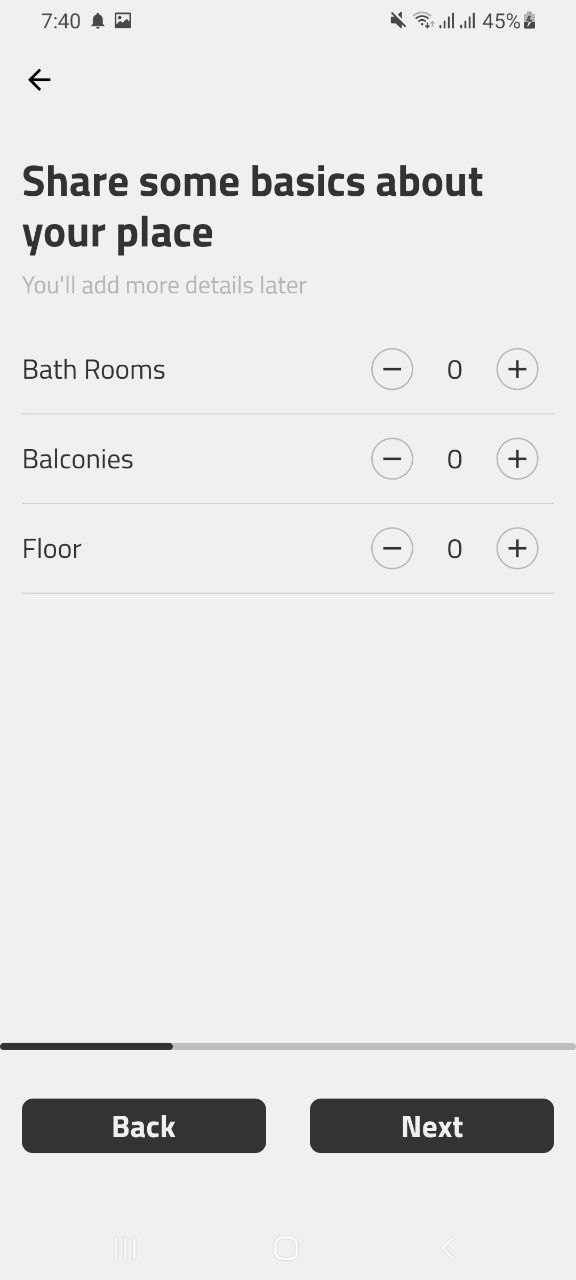 7:40 45%
Share some basics about
your place
You'll add more details later
Bath Rooms 0
Balconies 0
Floor 0
Back Next